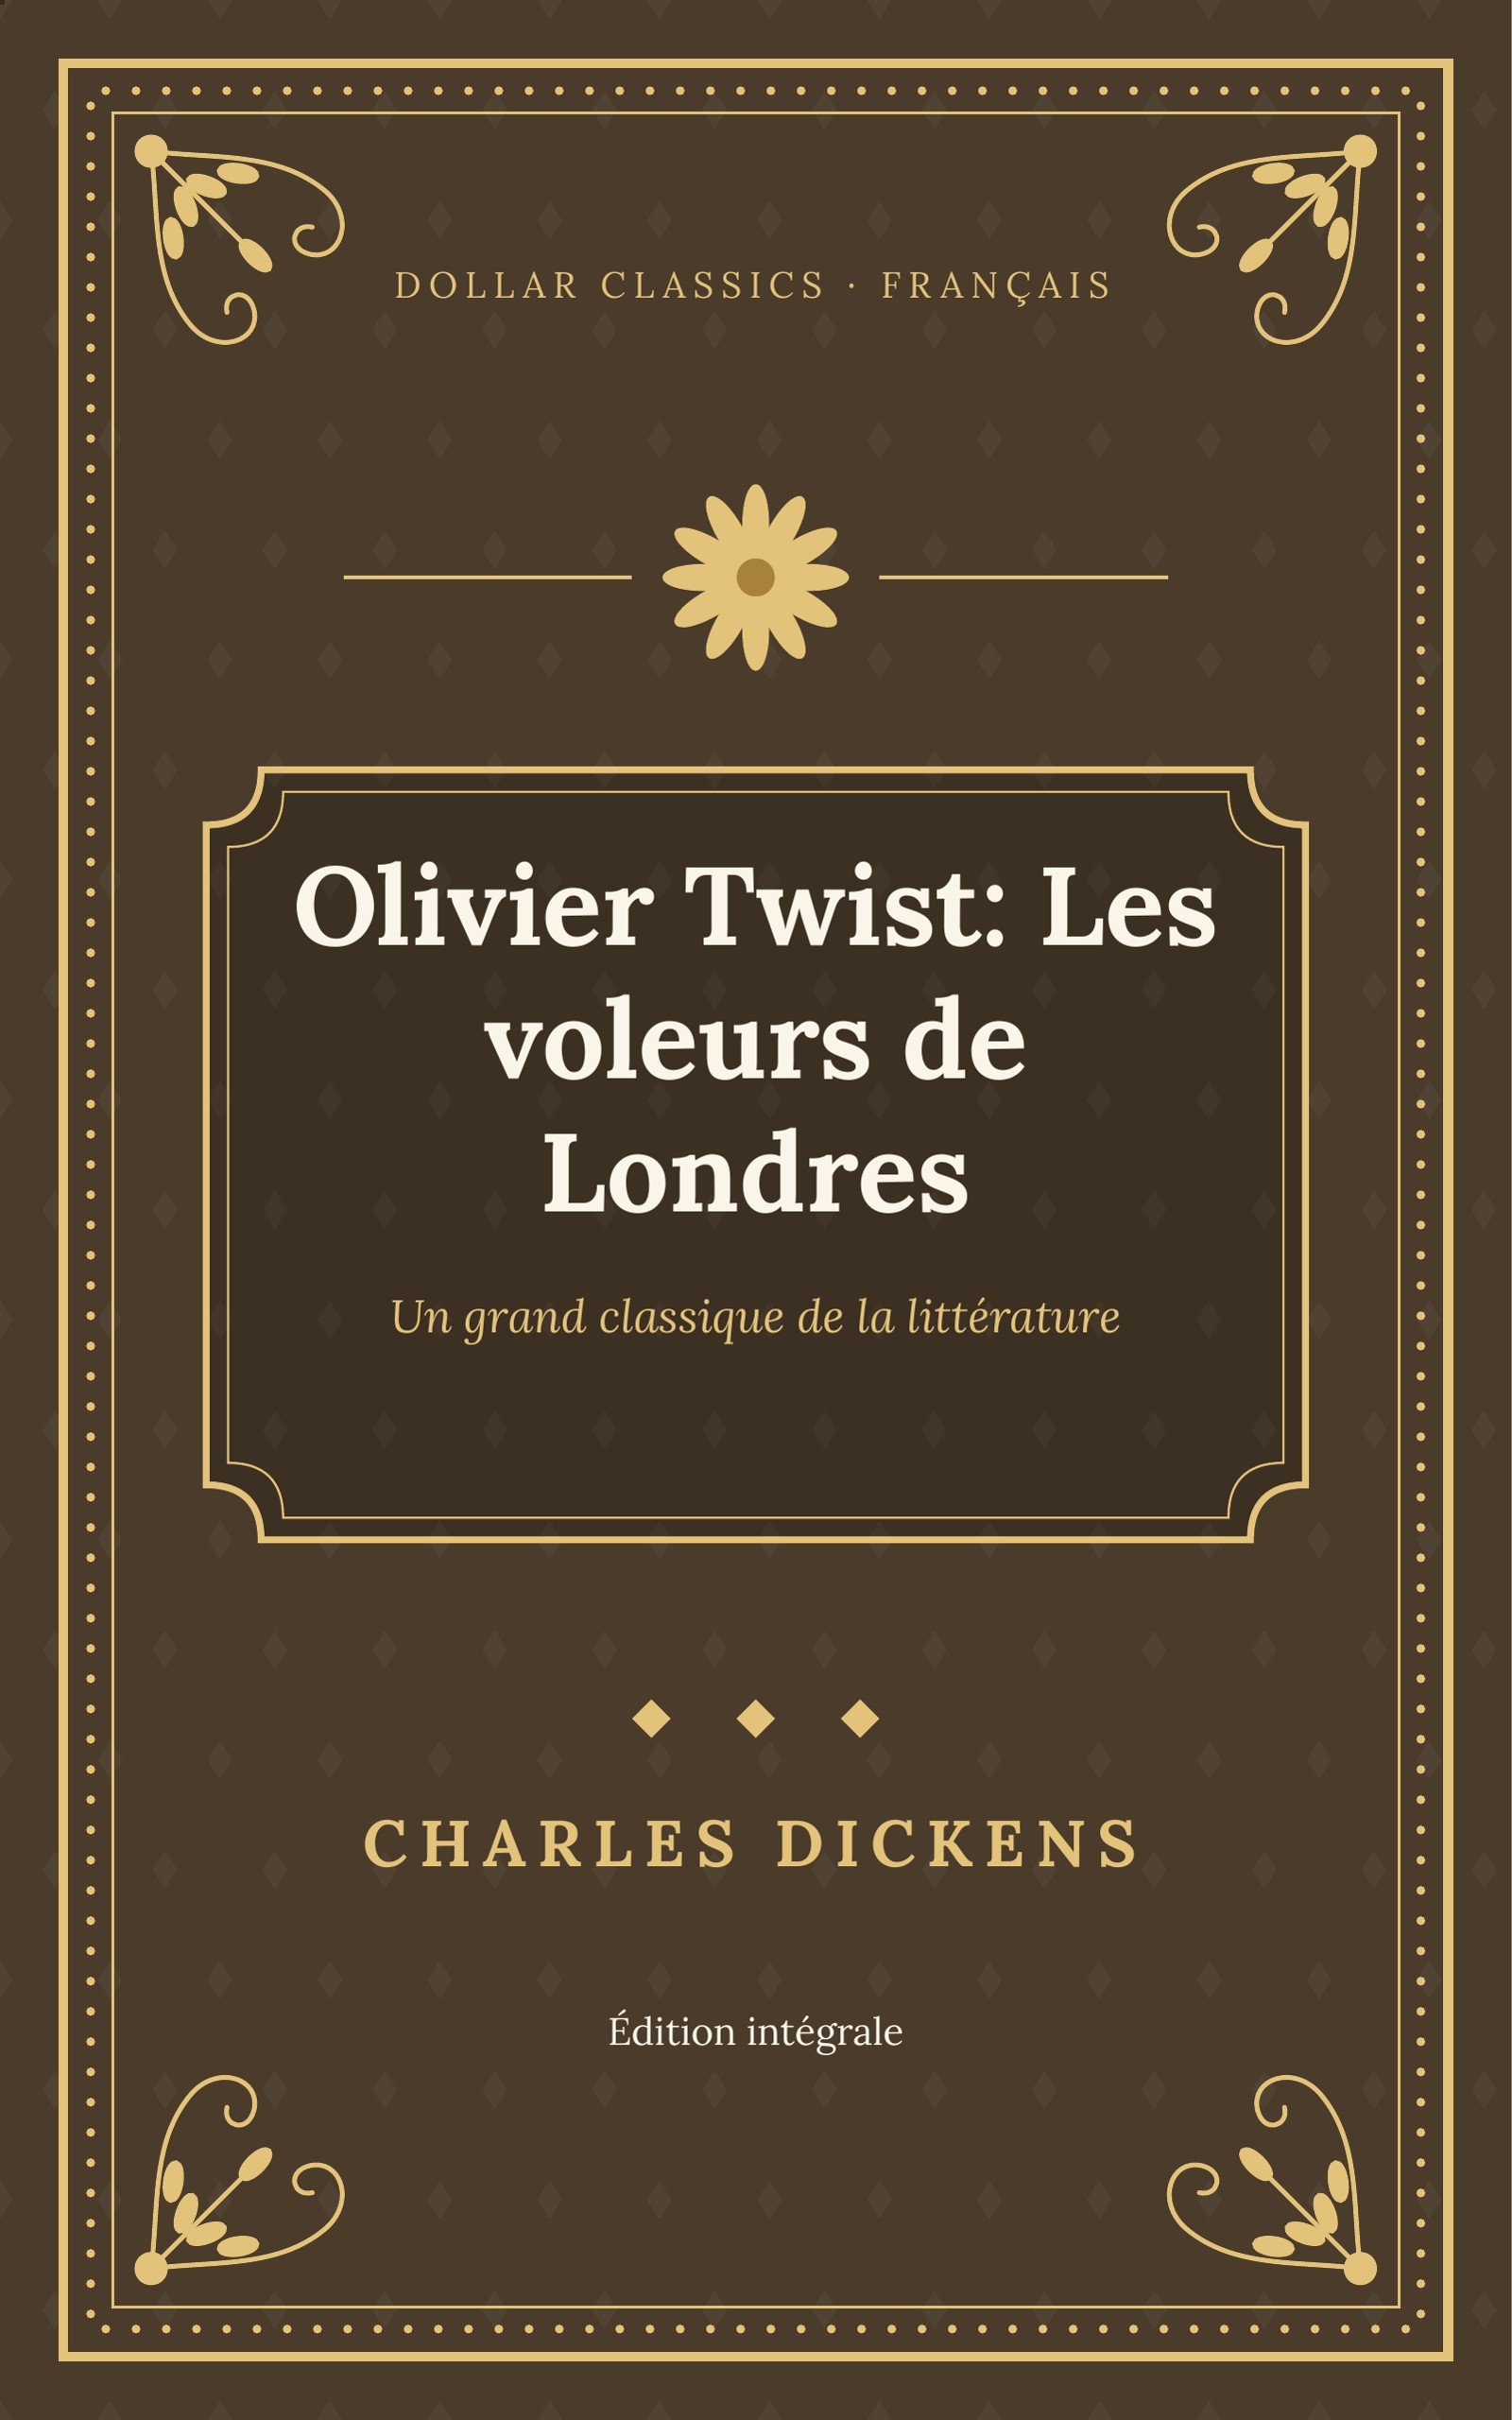 DOLLAR CLASSICS · FRANÇAIS
Olivier Twist: Les
voleurs de
Londres
Un grand classique de la littérature
CHARLES DICKENS
Édition intégrale